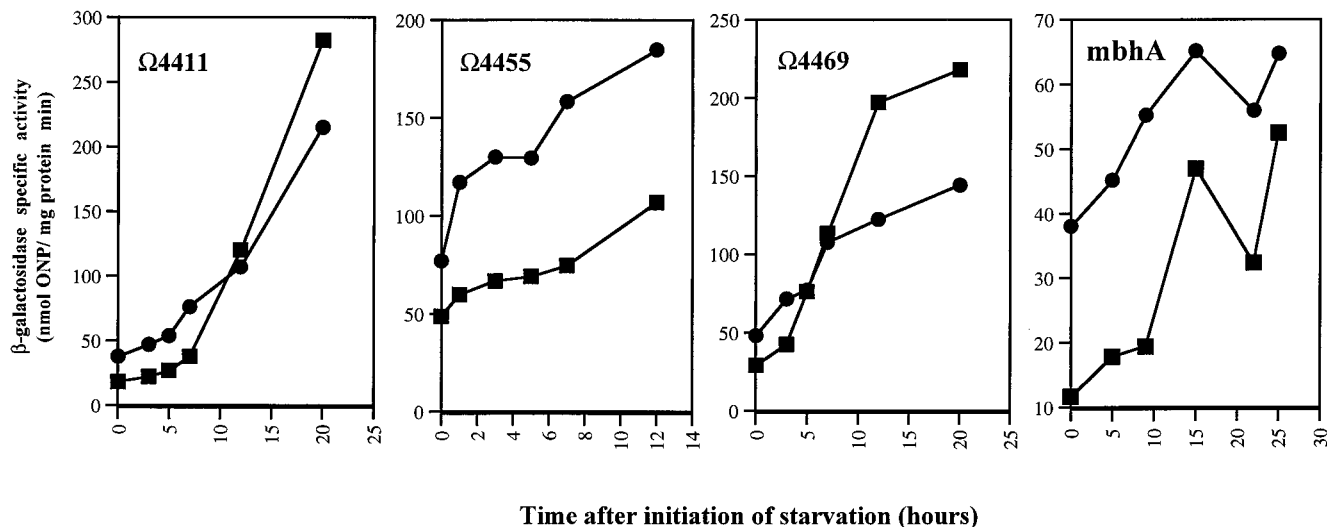 β-galactosidase specific activity
(nmol ONP/ mg protein min)
Ω4411
300
250
200
150
100
50
0
0 5 10 15 20 25
Ω4455
200
150
100
50
0
0 2 4 6 8 10 12 14
Ω4469
250
200
150
100
50
0
0 5 10 15 20 25
mbhA
70
60
50
40
30
20
10
0 5 10 15 20 25 30
Time after initiation of starvation (hours)